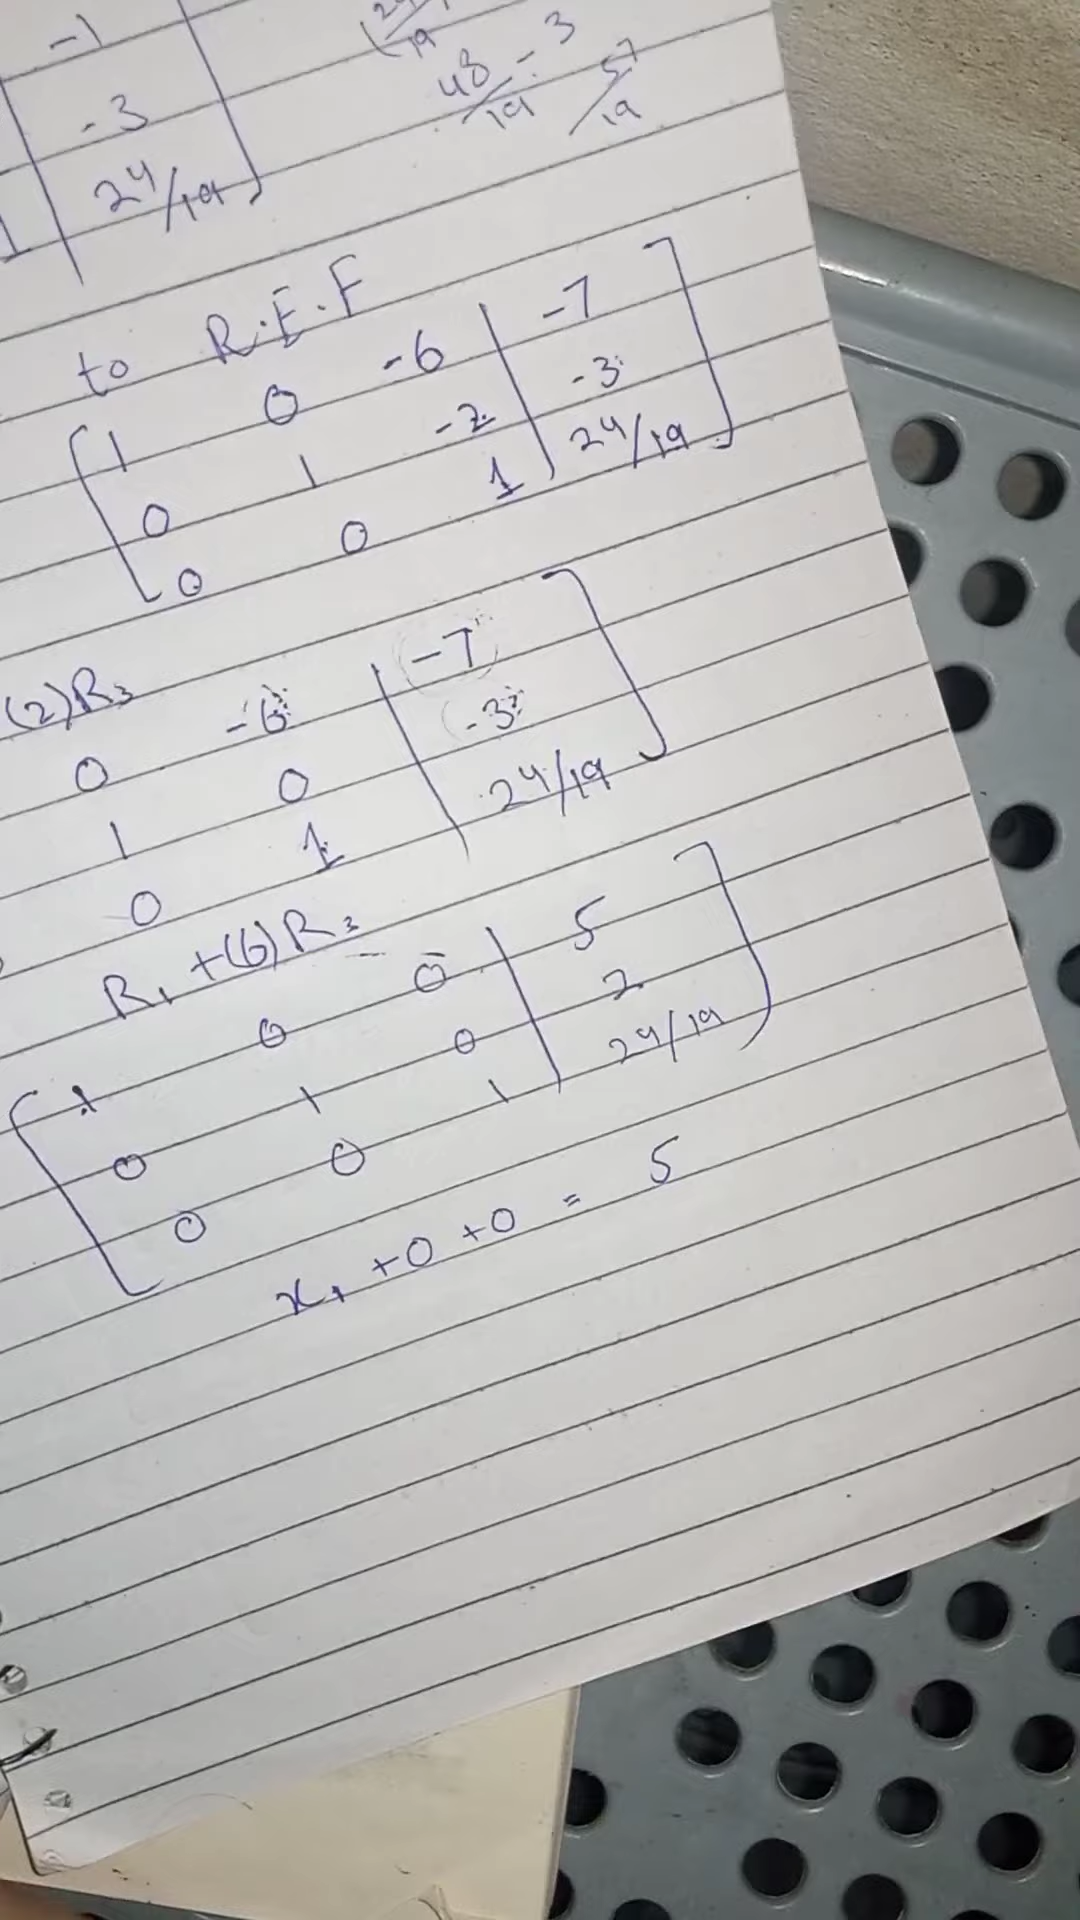 -1
-3
24/19
48/19 - 3
57/19
to R.E.F
1 0 -6 | -7
0 1 -2 | -3
0 0 1 | 24/19
(2)R3
0 -6 | -7
1 0 | -3
0 1 | 24/19
R1 +(6)R3
1 0 0 | 5
0 1 0 | 2
0 0 1 | 24/19
x1 +0 +0 = 5